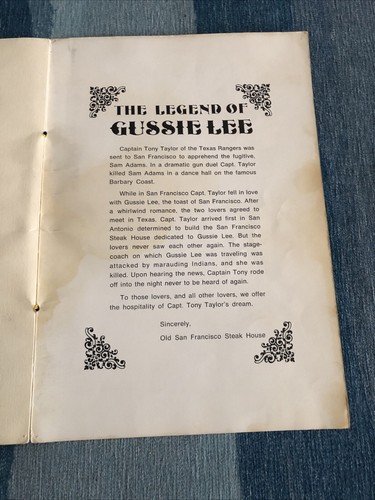 THE LEGEND OF
GUSSIE LEE
Captain Tony Taylor of the Texas Rangers was
sent to San Francisco to apprehend the fugitive,
Sam Adams. In a dramatic gun duel Capt. Taylor
killed Sam Adams in a dance hall on the famous
Barbary Coast.
While in San Francisco Capt. Taylor fell in love
with Gussie Lee, the toast of San Francisco. After
a whirlwind romance, the two lovers agreed to
meet in Texas. Capt. Taylor arrived first in San
Antonio determined to build the San Francisco
Steak House dedicated to Gussie Lee. But the
lovers never saw each other again. The stage-
coach on which Gussie Lee was traveling was
attacked by marauding Indians, and she was
killed. Upon hearing the news, Captain Tony rode
off into the night never to be heard of again.
To those lovers, and all other lovers, we offer
the hospitality of Capt. Tony Taylor's dream.
Sincerely,
Old San Francisco Steak House